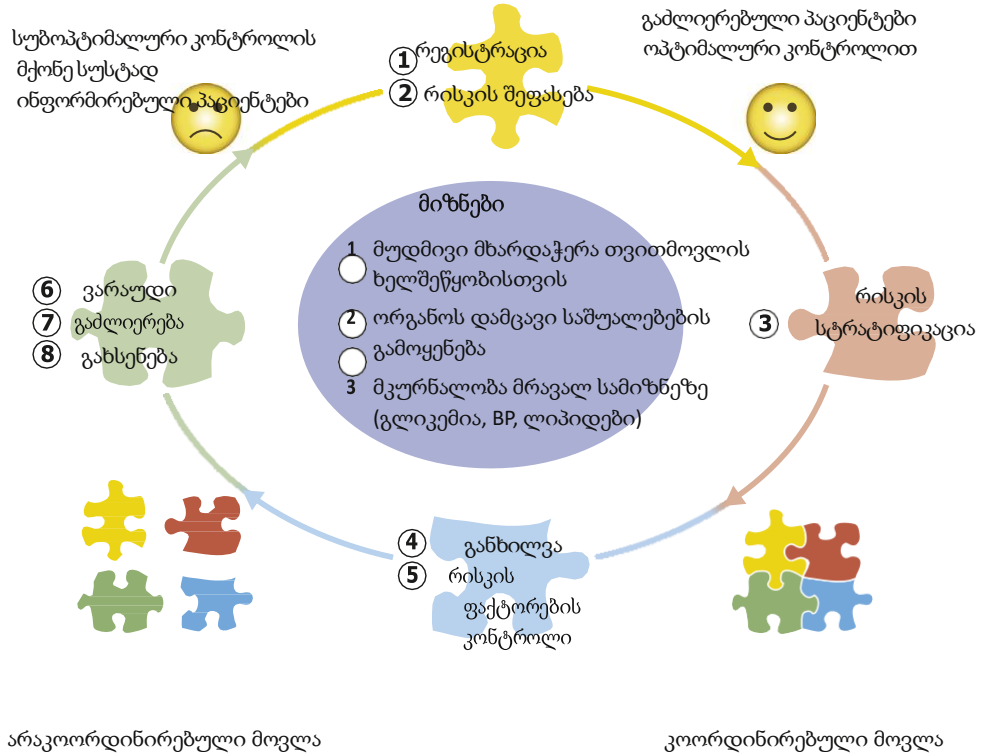 სუბოპტიმალური კონტროლის
მქონე სუსტად
ინფორმირებული პაციენტები
გაძლიერებული პაციენტები
ოპტიმალური კონტროლით
1 რეგისტრაცია
2 რისკის შეფასება
მიზნები
1 მუდმივი მხარდაჭერა თვითმოვლის
ხელშეწყობისთვის
2 ორგანოს დამცავი საშუალებების
გამოყენება
3 მკურნალობა მრავალ სამიზნეზე
(გლიკემია, BP, ლიპიდები)
6 ვარაუდი
7 გაძლიერება
8 გახსენება
რისკის
3 სტრატიფიკაცია
4 განხილვა
5 რისკის
ფაქტორების
კონტროლი
არაკოორდინირებული მოვლა
კოორდინირებული მოვლა